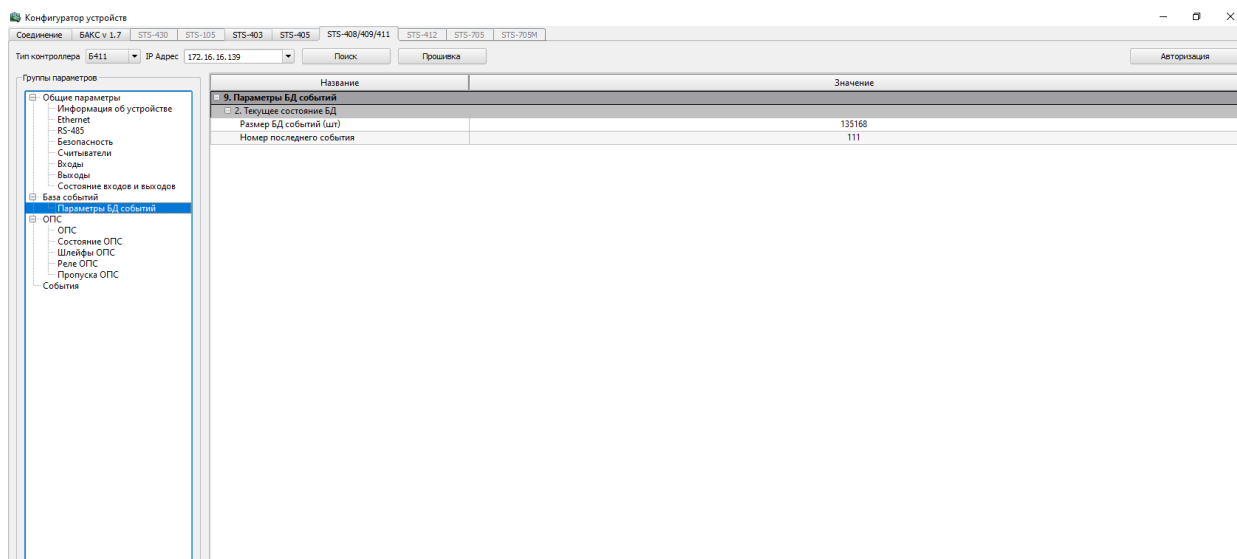 Конфигуратор устройств
Соединение БАКС v 1.7 STS-430 STS-105 STS-403 STS-405 STS-408/409/411 STS-412 STS-705 STS-705M
Тип контроллера Б411 IP Адрес 172.16.16.139 Поиск Прошивка Авторизация
Группы параметров
Название Значение
Общие параметры
Информация об устройстве
Ethernet
RS-485
Безопасность
Считыватели
Входы
Выходы
Состояние входов и выходов
База событий
Параметры БД событий
ОПС
ОПС
Состояние ОПС
Шлейфы ОПС
Реле ОПС
Пропуска ОПС
События
9. Параметры БД событий
2. Текущее состояние БД
Размер БД событий (шт) 135168
Номер последнего события 111